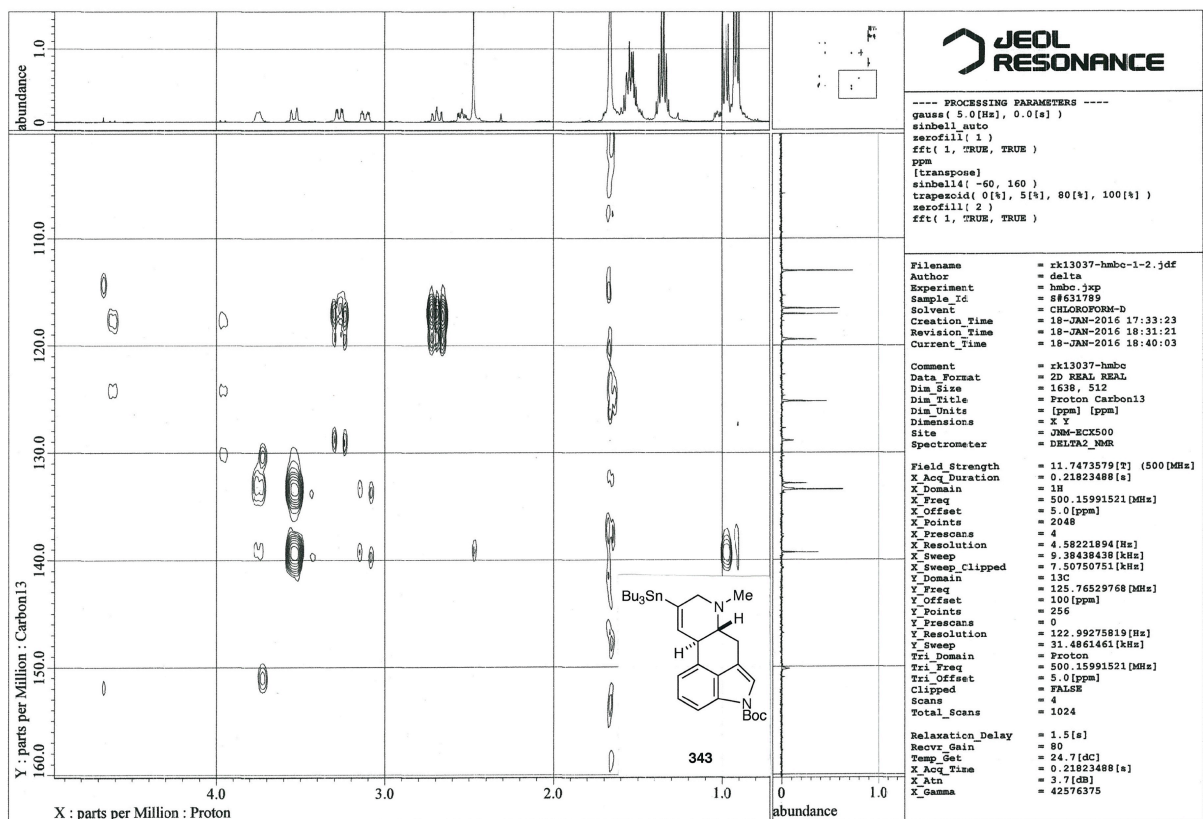 JEOL
RESONANCE
---- PROCESSING PARAMETERS ----
gauss( 5.0[Hz], 0.0[s] )
sinbell_auto
zerofill( 1 )
fft( 1, TRUE, TRUE )
ppm
[transpose]
sinbell4( -60, 160 )
trapezoid( 0[%], 5[%], 80[%], 100[%] )
zerofill( 2 )
fft( 1, TRUE, TRUE )
Filename = rk13037-hmbc-1-2.jdf
Author = delta
Experiment = hmbc.jxp
Sample_Id = S#631789
Solvent = CHLOROFORM-D
Creation_Time = 18-JAN-2016 17:33:23
Revision_Time = 18-JAN-2016 18:31:21
Current_Time = 18-JAN-2016 18:40:03
Comment = rk13037-hmbc
Data_Format = 2D REAL REAL
Dim_Size = 1638, 512
Dim_Title = Proton Carbon13
Dim_Units = [ppm] [ppm]
Dimensions = X Y
Site = JNM-ECX500
Spectrometer = DELTA2_NMR
Field_Strength = 11.7473579[T] (500[MHz]
X_Acq_Duration = 0.21823488[s]
X_Domain = 1H
X_Freq = 500.15991521[MHz]
X_Offset = 5.0[ppm]
X_Points = 2048
X_Prescans = 4
X_Resolution = 4.58221894[Hz]
X_Sweep = 9.38438438[kHz]
X_Sweep_Clipped = 7.50750751[kHz]
Y_Domain = 13C
Y_Freq = 125.76529768[MHz]
Y_Offset = 100[ppm]
Y_Points = 256
Y_Prescans = 0
Y_Resolution = 122.99275819[Hz]
Y_Sweep = 31.4861461[kHz]
Tri_Domain = Proton
Tri_Freq = 500.15991521[MHz]
Tri_Offset = 5.0[ppm]
Clipped = FALSE
Scans = 4
Total_Scans = 1024
Relaxation_Delay = 1.5[s]
Recvr_Gain = 80
Temp_Get = 24.7[dC]
X_Acq_Time = 0.21823488[s]
X_Atn = 3.7[dB]
X_Gamma = 42576375
abundance
0 1.0
Y : parts per Million : Carbon13
110.0
120.0
130.0
140.0
150.0
160.0
4.0 3.0 2.0 1.0
X : parts per Million : Proton
0 1.0
abundance
Bu3Sn
N
Me
H
H
N
Boc
343